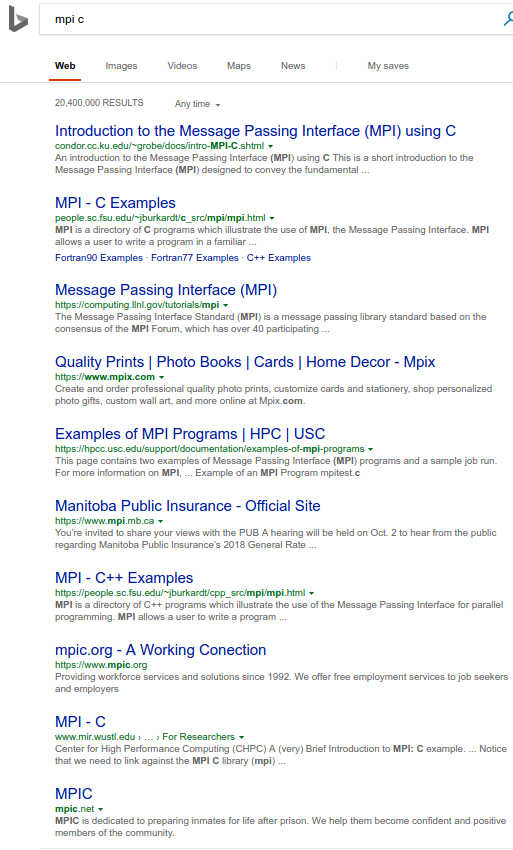 mpi c
Web Images Videos Maps News My saves
20,400,000 RESULTS Any time
Introduction to the Message Passing Interface (MPI) using C
condor.cc.ku.edu/~grobe/docs/intro-MPI-C.shtml
An introduction to the Message Passing Interface (MPI) using C This is a short introduction to the
Message Passing Interface (MPI) designed to convey the fundamental ...
MPI - C Examples
people.sc.fsu.edu/~jburkardt/c_src/mpi/mpi.html
MPI is a directory of C programs which illustrate the use of MPI, the Message Passing Interface. MPI
allows a user to write a program in a familiar ...
Fortran90 Examples · Fortran77 Examples · C++ Examples
Message Passing Interface (MPI)
https://computing.llnl.gov/tutorials/mpi
The Message Passing Interface Standard (MPI) is a message passing library standard based on the
consensus of the MPI Forum, which has over 40 participating ...
Quality Prints | Photo Books | Cards | Home Decor - Mpix
https://www.mpix.com
Create and order professional quality photo prints, customize cards and stationery, shop personalized
photo gifts, custom wall art, and more online at Mpix.com.
Examples of MPI Programs | HPC | USC
https://hpcc.usc.edu/support/documentation/examples-of-mpi-programs
This page contains two examples of Message Passing Interface (MPI) programs and a sample job run.
For more information on MPI, ... Example of an MPI Program mpitest.c
Manitoba Public Insurance - Official Site
https://www.mpi.mb.ca
You're invited to share your views with the PUB A hearing will be held on Oct. 2 to hear from the public
regarding Manitoba Public Insurance's 2018 General Rate ...
MPI - C++ Examples
https://people.sc.fsu.edu/~jburkardt/cpp_src/mpi/mpi.html
MPI is a directory of C++ programs which illustrate the use of the Message Passing Interface for parallel
programming. MPI allows a user to write a program ...
mpic.org - A Working Conection
https://www.mpic.org
Providing workforce services and solutions since 1992. We offer free employment services to job seekers
and employers
MPI - C
www.mir.wustl.edu › ... › For Researchers
Center for High Performance Computing (CHPC) A (very) Brief Introduction to MPI: C example. ... Notice
that we need to link against the MPI C library (mpi) ...
MPIC
mpic.net
MPIC is dedicated to preparing inmates for life after prison. We help them become confident and positive
members of the community.